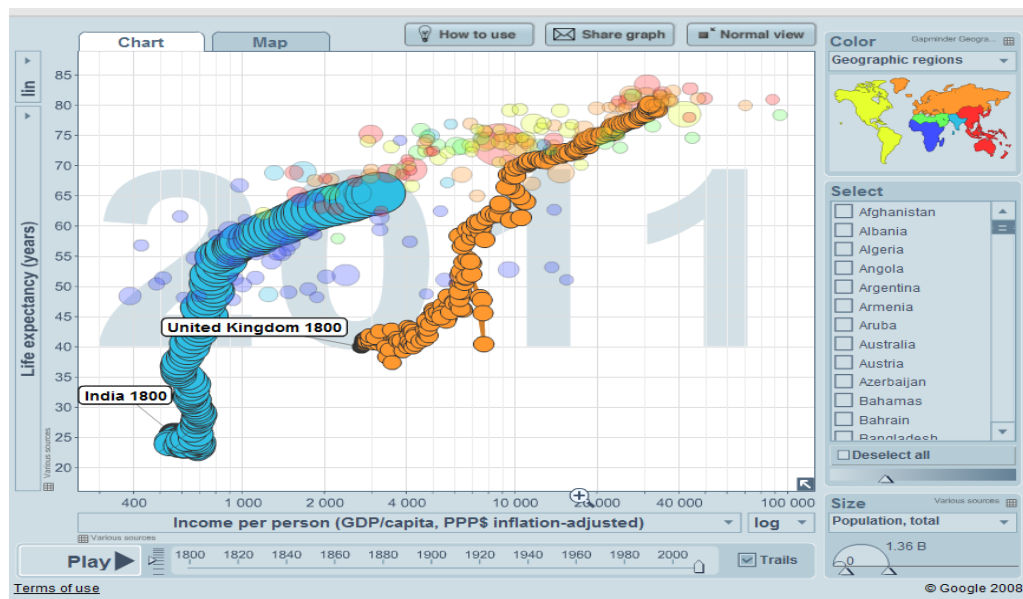 Chart
Map
How to use
Share graph
Normal view
Color
Gapminder Geogra...
Geographic regions
lin
Life expectancy (years)
Various sources
85
80
75
70
65
60
55
50
45
40
35
30
25
20
2011
United Kingdom 1800
India 1800
400
1 000
2 000
4 000
10 000
20 000
40 000
100 000
Income per person (GDP/capita, PPP$ inflation-adjusted)
log
Various sources
Select
Afghanistan
Albania
Algeria
Angola
Argentina
Armenia
Aruba
Australia
Austria
Azerbaijan
Bahamas
Bahrain
Bangladesh
Deselect all
Size
Various sources
Population, total
1.36 B
0
Play
1800 1820 1840 1860 1880 1900 1920 1940 1960 1980 2000
Trails
Terms of use
© Google 2008